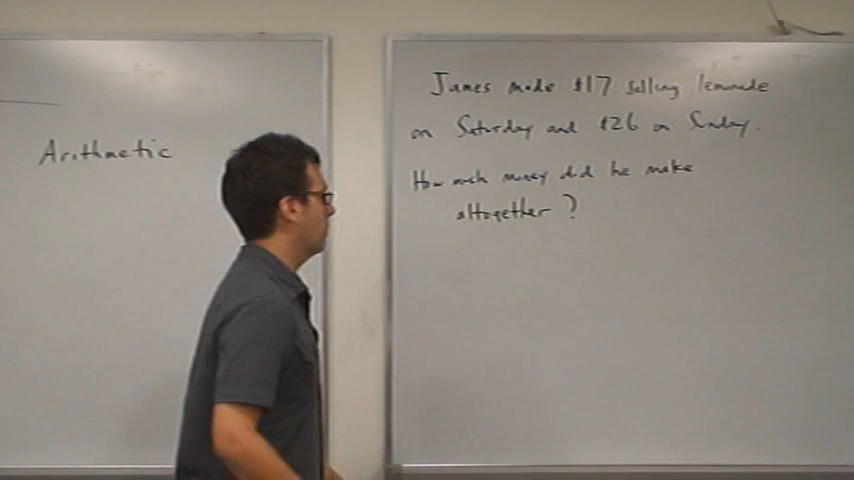 Arithmetic
James made $17 selling lemonade
on Saturday and $26 on Sunday.
How much money did he make
altogether?